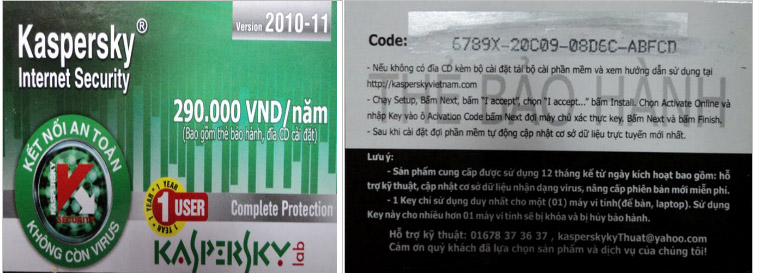 Kaspersky®
Internet Security
Version 2010-11
290.000 VND/năm
(Bao gồm thẻ bảo hành, đĩa CD cài đặt)
KẾT NỐI AN TOÀN
KASPERSKY
SECURITY
KHÔNG CÒN VIRUS
1 YEAR
1 USER
1 YEAR
Complete Protection
KASPERSKY lab
Code: 6789X-20C09-08D6C-ABFCD
THẺ BẢO HÀNH
- Nếu không có đĩa CD kèm bộ cài đặt tải bộ cài phần mềm và xem hướng dẫn sử dụng tại
http://kasperskyvietnam.com
- Chạy Setup, Bấm Next, bấm "I accept", chọn "I accept..." bấm Install. Chọn Activate Online và
nhập Key vào ô Acivation Code bấm Next đợi máy chủ xác thực key, Bấm Next và bấm Finish.
- Sau khi cài đặt đợi phần mềm tự động cập nhật cơ sở dữ liệu trực tuyến mới nhất.
Lưu ý:
- Sản phẩm cung cấp được sử dụng 12 tháng kể từ ngày kích hoạt bao gồm: hỗ
trợ kỹ thuật, cập nhật cơ sở dữ liệu nhận dạng virus, nâng cấp phiên bản mới miễn phí.
- 1 Key chỉ sử dụng duy nhất cho một (01) máy vi tính(để bàn, laptop). Sử dụng
Key này cho nhiều hơn 01 máy vi tính sẽ bị khóa và bị hủy bảo hành.
Hỗ trợ kỹ thuật: 01678 37 36 37 , kasperskykyThuat@yahoo.com
Cảm ơn quý khách đã lựa chọn sản phẩm và dịch vụ của chúng tôi!